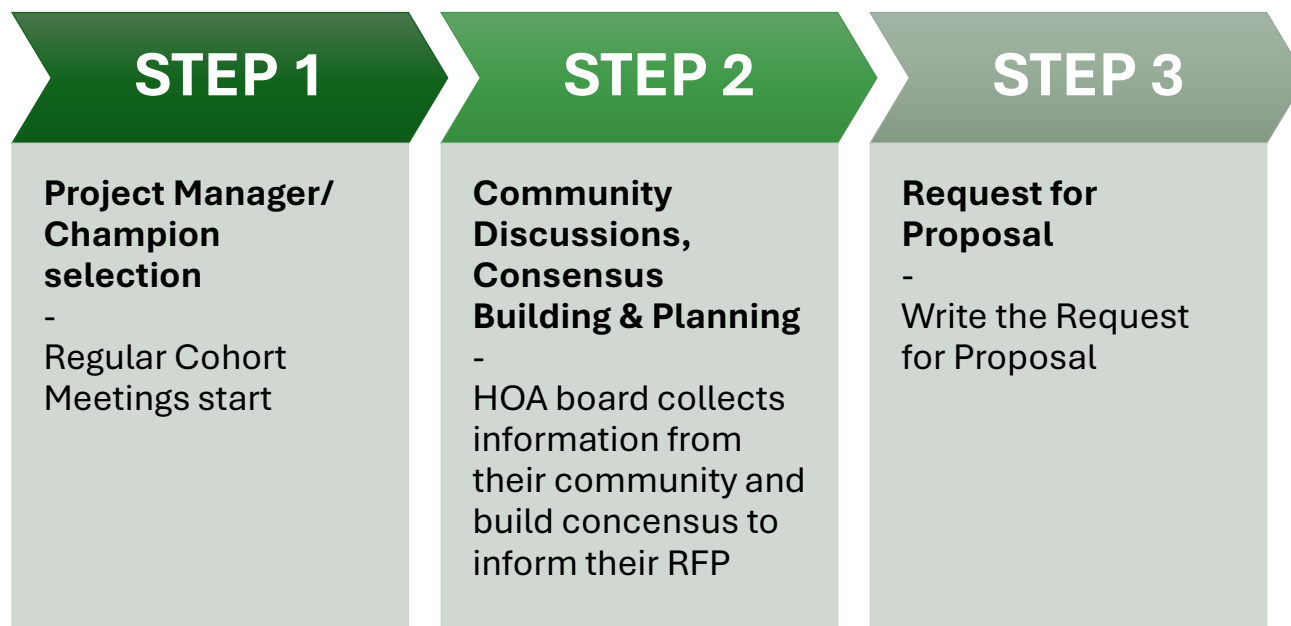 STEP 1
Project Manager/
Champion
selection
-
Regular Cohort
Meetings start
STEP 2
Community
Discussions,
Consensus
Building & Planning
-
HOA board collects
information from
their community and
build concensus to
inform their RFP
STEP 3
Request for
Proposal
-
Write the Request
for Proposal